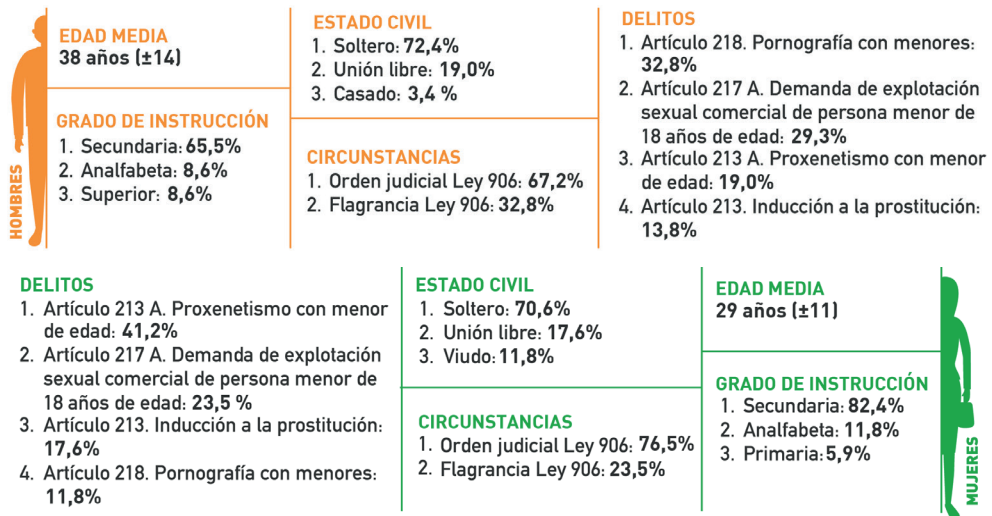 HOMBRES
EDAD MEDIA
38 años (±14)
GRADO DE INSTRUCCIÓN
1. Secundaria: 65,5%
2. Analfabeta: 8,6%
3. Superior: 8,6%
ESTADO CIVIL
1. Soltero: 72,4%
2. Unión libre: 19,0%
3. Casado: 3,4 %
CIRCUNSTANCIAS
1. Orden judicial Ley 906: 67,2%
2. Flagrancia Ley 906: 32,8%
DELITOS
1. Artículo 218. Pornografía con menores:
32,8%
2. Artículo 217 A. Demanda de explotación
sexual comercial de persona menor de
18 años de edad: 29,3%
3. Artículo 213 A. Proxenetismo con menor
de edad: 19,0%
4. Artículo 213. Inducción a la prostitución:
13,8%
DELITOS
1. Artículo 213 A. Proxenetismo con menor
de edad: 41,2%
2. Artículo 217 A. Demanda de explotación
sexual comercial de persona menor de
18 años de edad: 23,5 %
3. Artículo 213. Inducción a la prostitución:
17,6%
4. Artículo 218. Pornografía con menores:
11,8%
ESTADO CIVIL
1. Soltero: 70,6%
2. Unión libre: 17,6%
3. Viudo: 11,8%
CIRCUNSTANCIAS
1. Orden judicial Ley 906: 76,5%
2. Flagrancia Ley 906: 23,5%
EDAD MEDIA
29 años (±11)
GRADO DE INSTRUCCIÓN
1. Secundaria: 82,4%
2. Analfabeta: 11,8%
3. Primaria: 5,9%
MUJERES